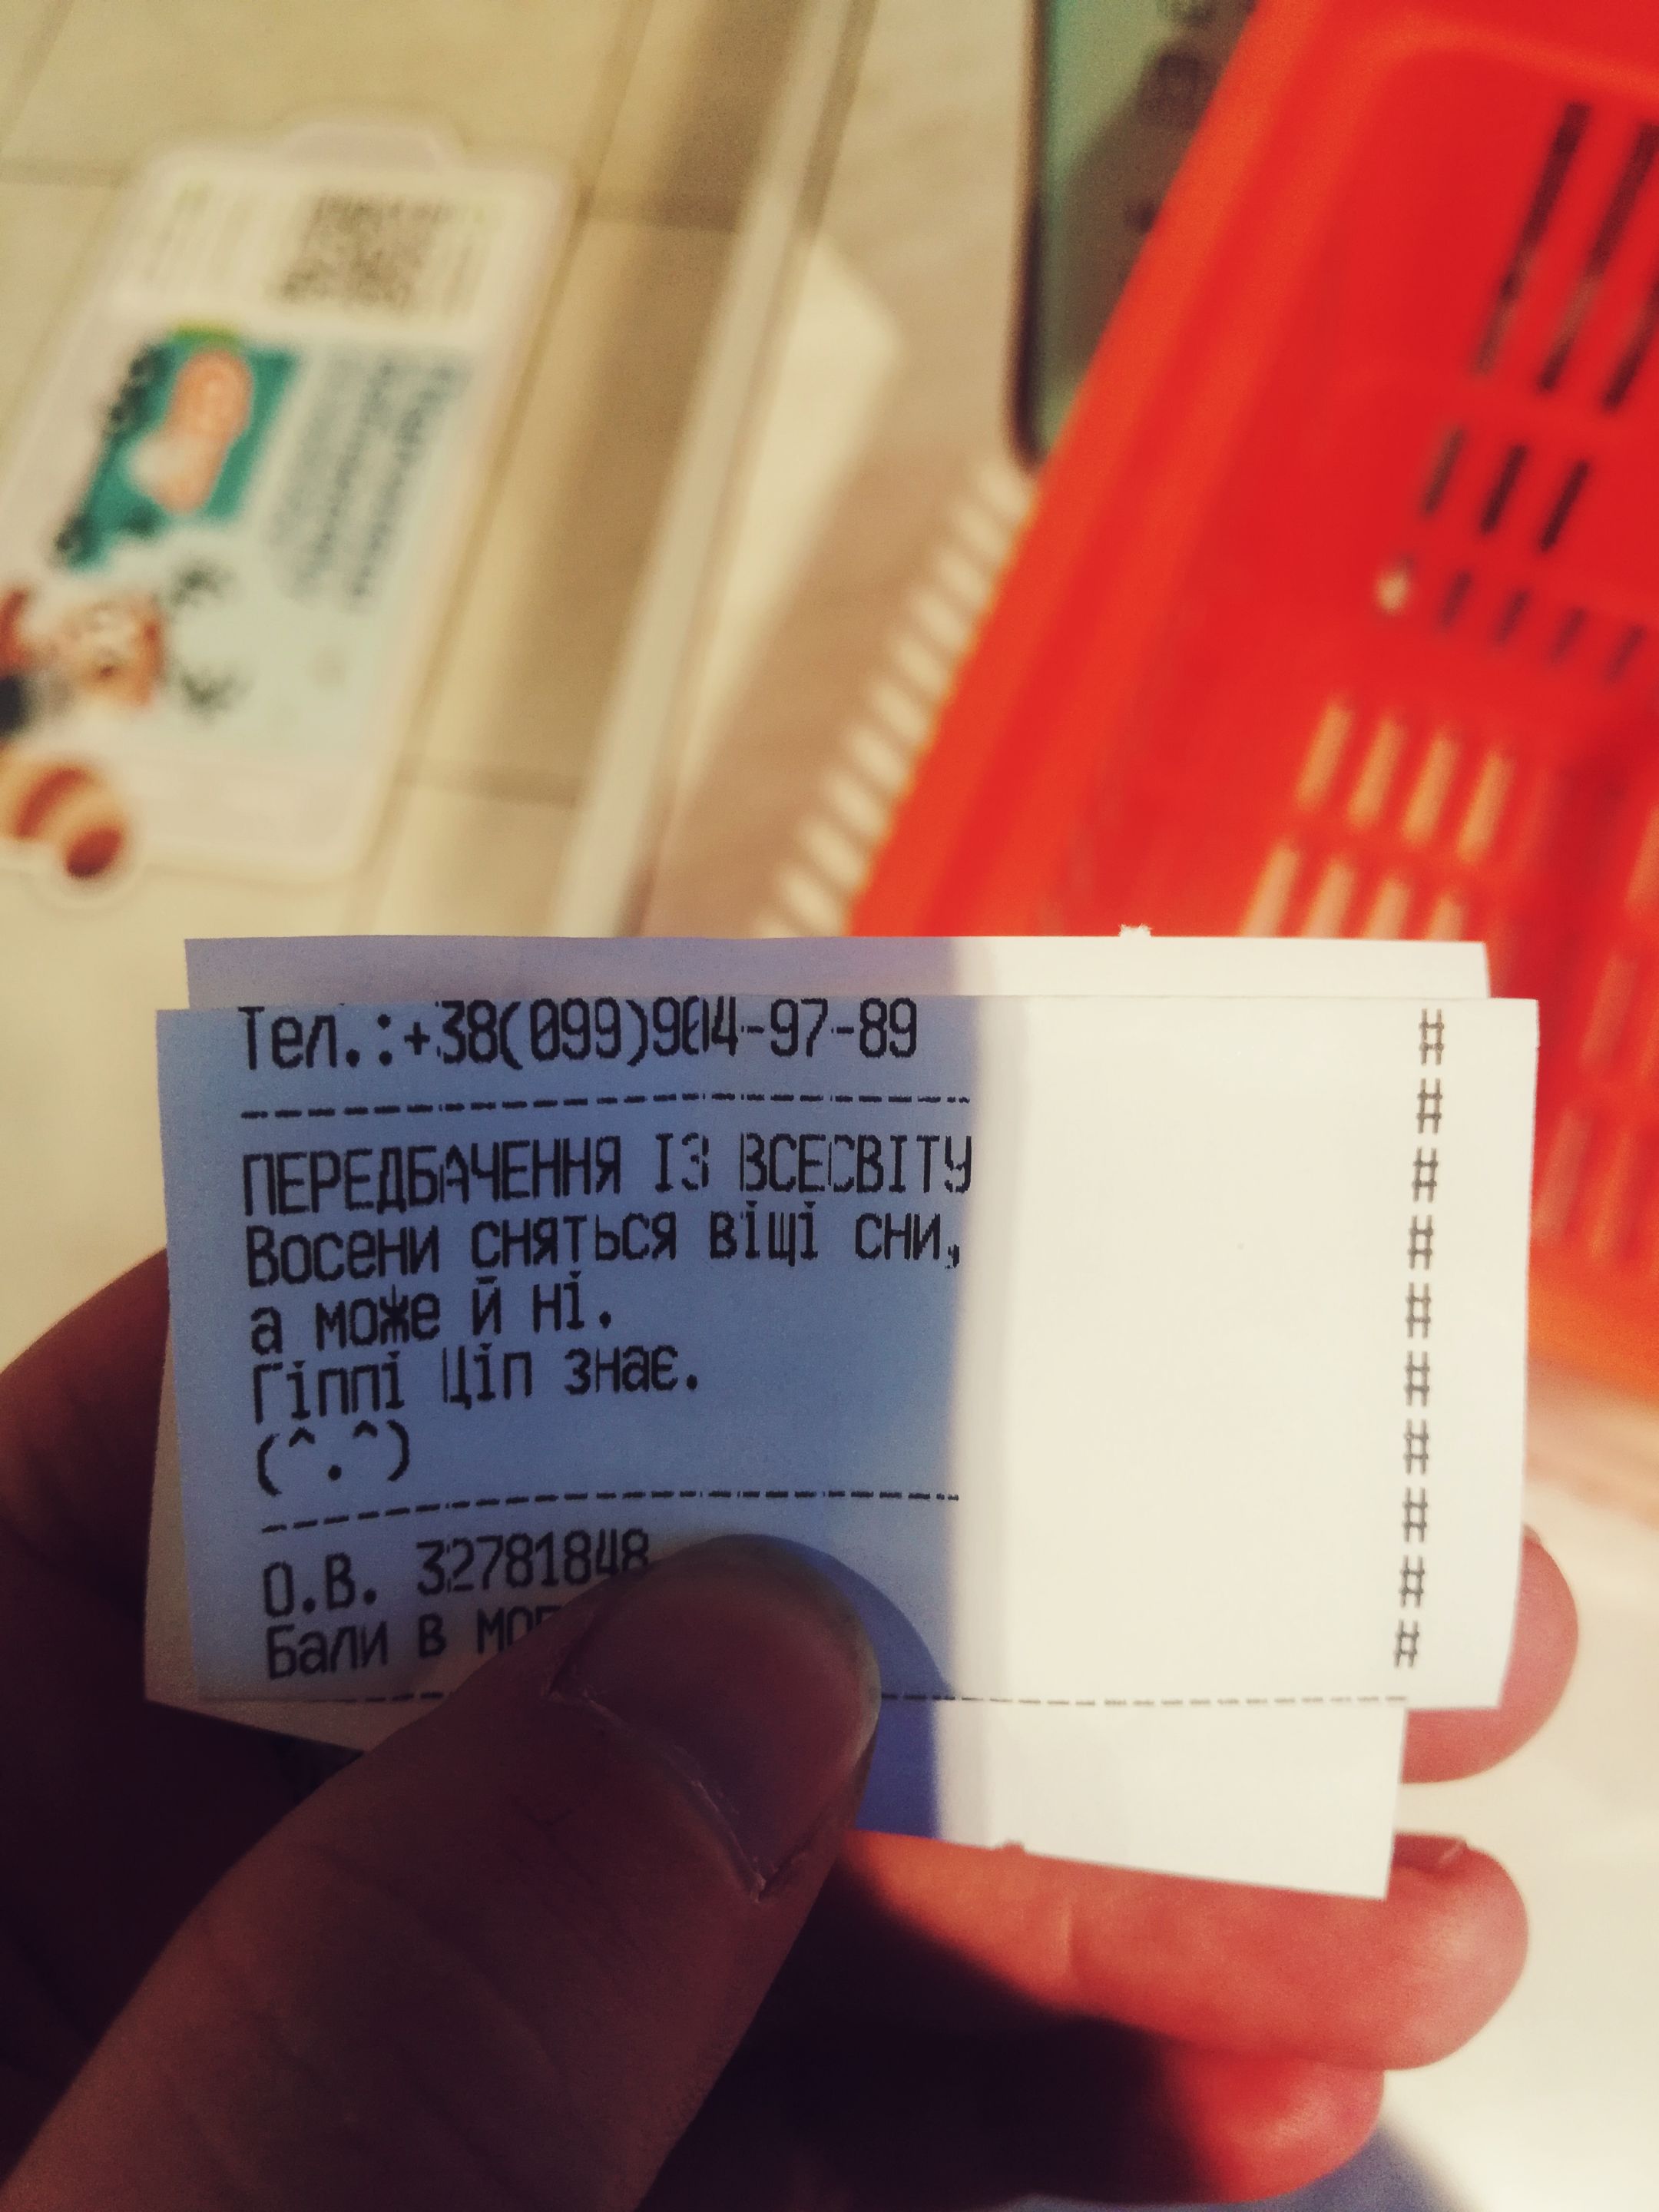 Тел.:+38(099)904-97-89
--------------------
ПЕРЕДБАЧЕННЯ ІЗ ВСЕСВІТУ
Восени сняться віщі сни,
а може й ні.
Гіппі Ціп знає.
(^.^)
--------------------
О.В. 32781848
Бали в
#
#
#
#
#
#
#
#
#
#